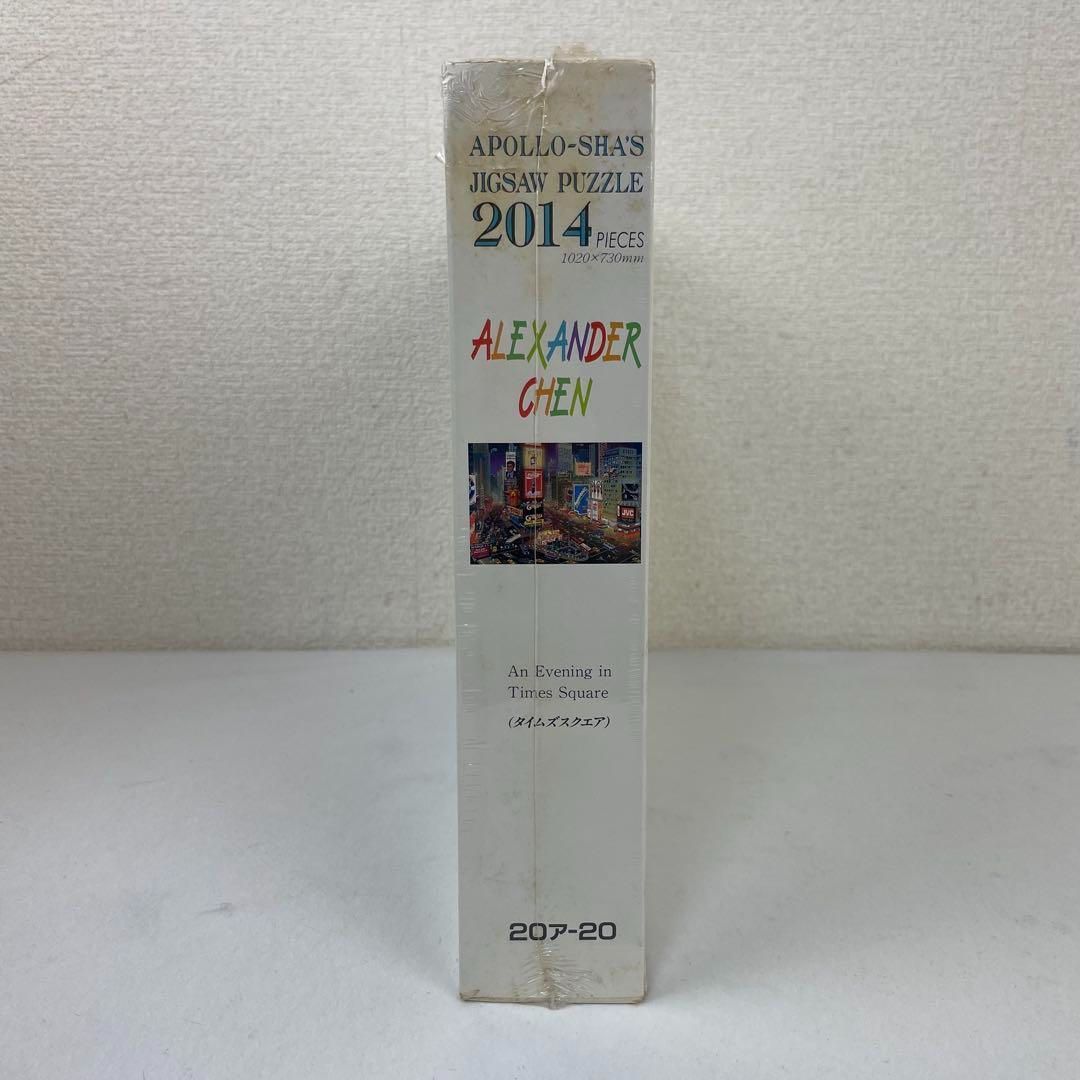 APOLLO-SHA'S
JIGSAW PUZZLE
2014 PIECES
1020×730mm
ALEXANDER
CHEN
JVC
An Evening in
Times Square
(タイムズスクエア)
20ア-20